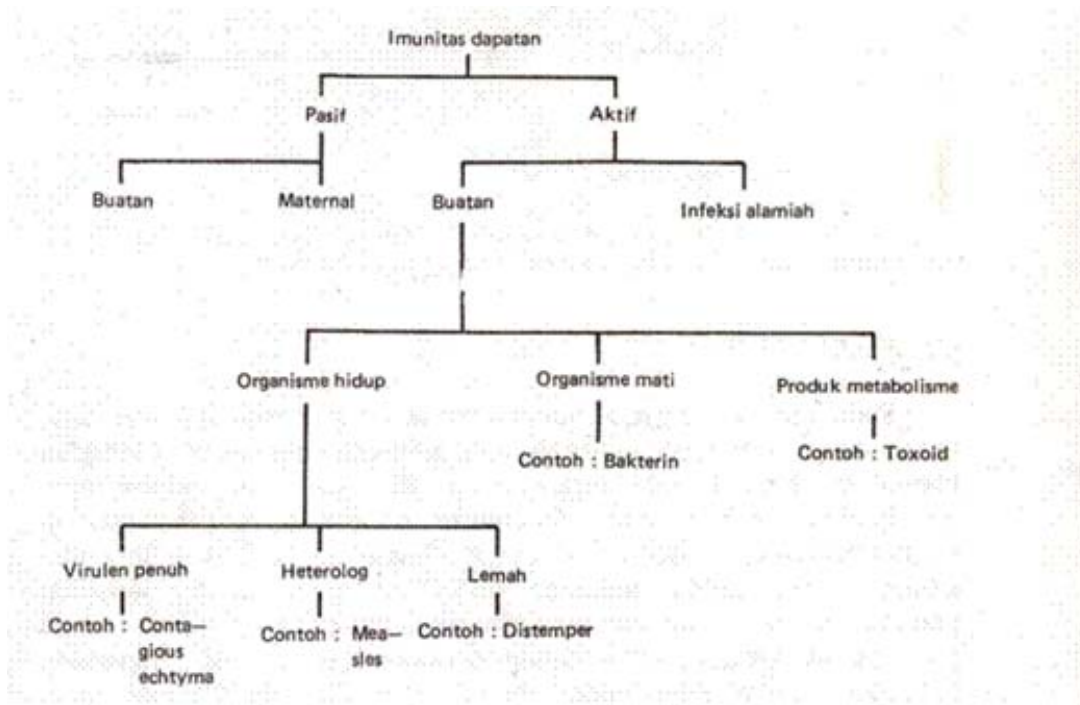 Imunitas dapatan
Pasif
Aktif
Buatan
Maternal
Buatan
Infeksi alamiah
Organisme hidup
Organisme mati
Produk metabolisme
Contoh : Bakterin
Contoh : Toxoid
Virulen penuh
Heterolog
Lemah
Contoh : Conta–
gious
echtyma
Contoh : Mea–
sles
Contoh : Distemper